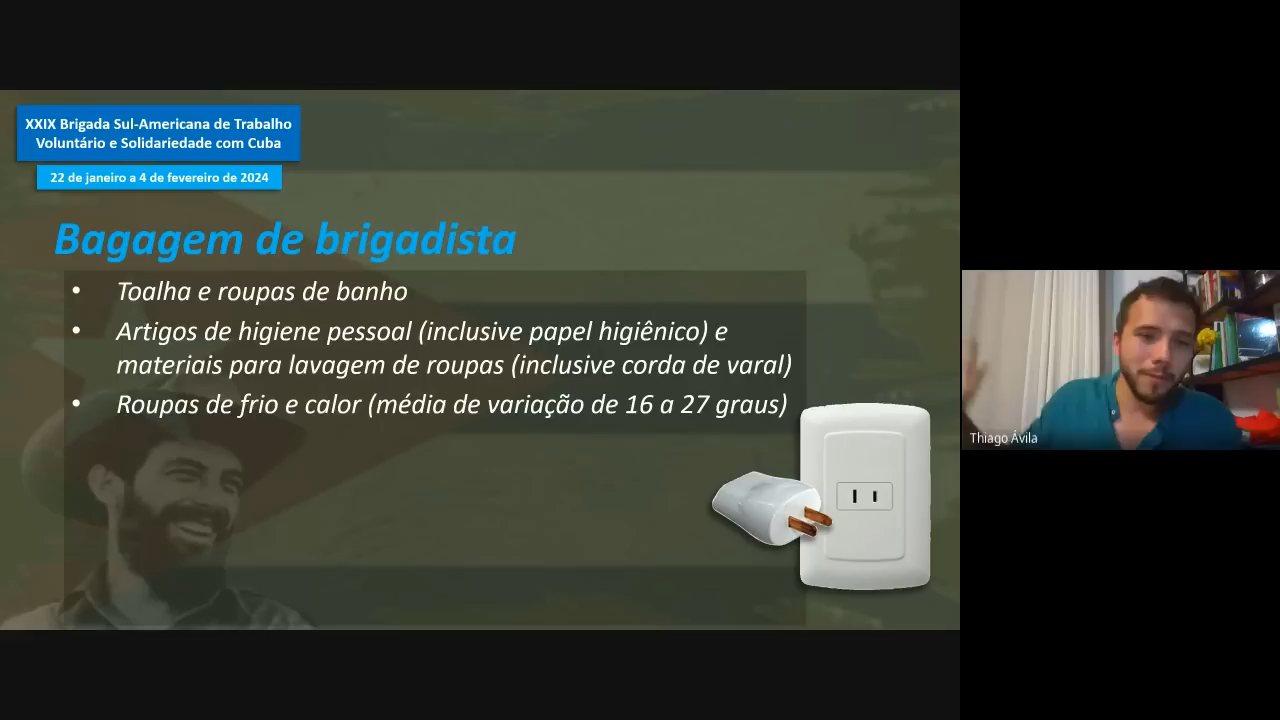 XXIX Brigada Sul-Americana de Trabalho
Voluntário e Solidariedade com Cuba
22 de janeiro a 4 de fevereiro de 2024
Bagagem de brigadista
• Toalha e roupas de banho
• Artigos de higiene pessoal (inclusive papel higiênico) e
materiais para lavagem de roupas (inclusive corda de varal)
• Roupas de frio e calor (média de variação de 16 a 27 graus)
Thiago Ávila